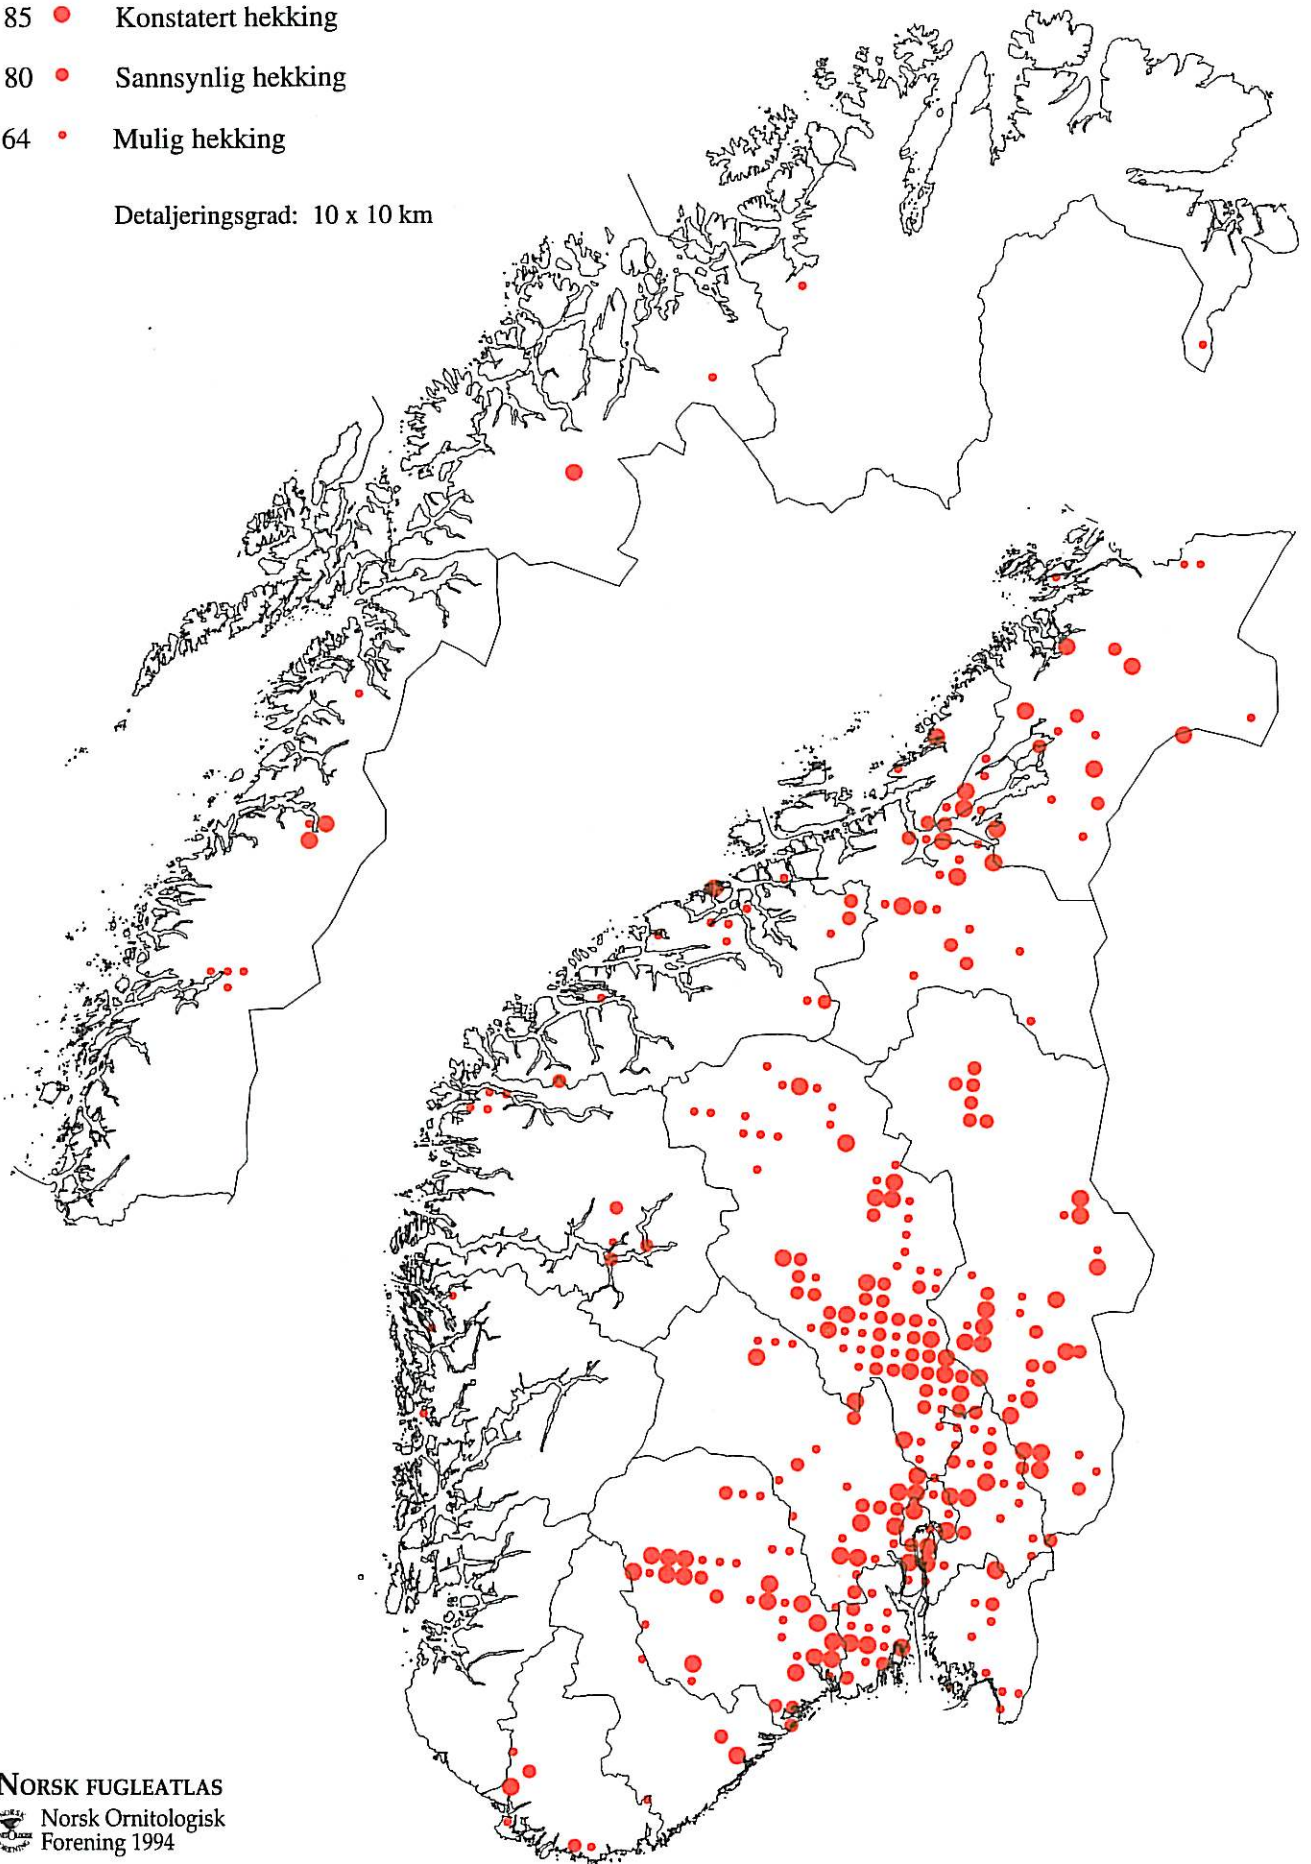 85 Konstatert hekking
80 Sannsynlig hekking
64 Mulig hekking
Detaljeringsgrad: 10 x 10 km
NORSK FUGLEATLAS
Norsk Ornitologisk
Forening 1994